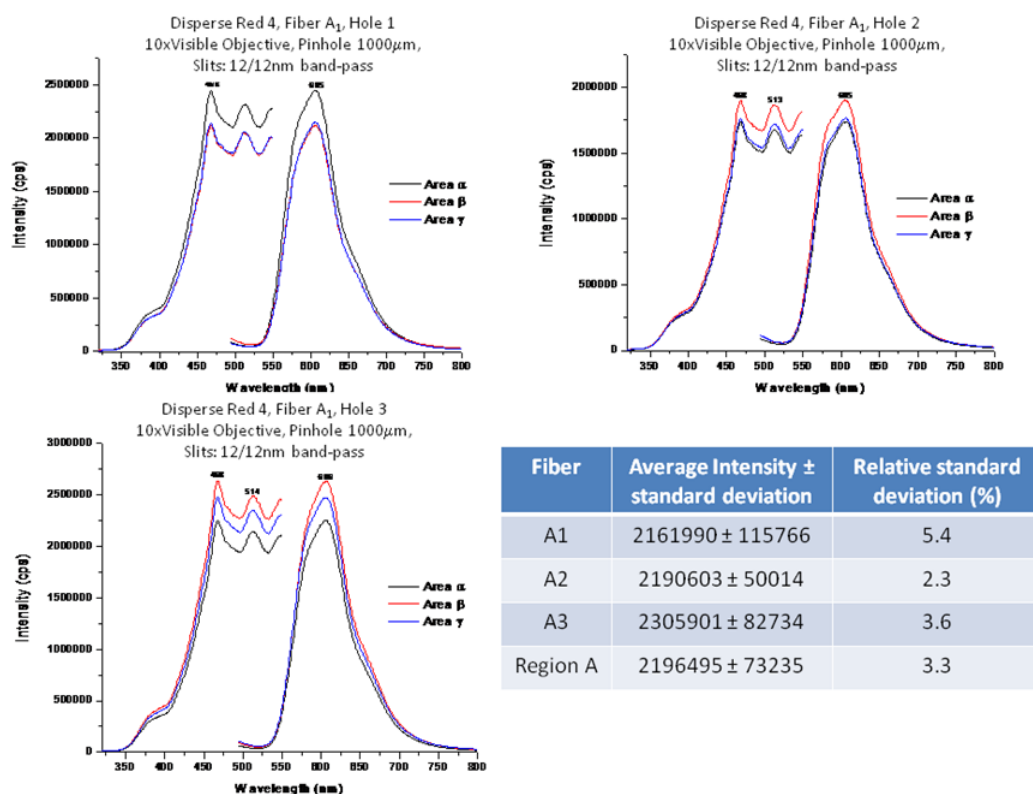 Disperse Red 4, Fiber A₁, Hole 1
10xVisible Objective, Pinhole 1000μm,
Slits: 12/12nm band-pass
2500000
2000000
1500000
1000000
500000
0
Intensity (cps)
605
Area α
Area β
Area γ
350 400 450 500 550 600 650 700 750 800
Wavelength (nm)
Disperse Red 4, Fiber A₁, Hole 2
10xVisible Objective, Pinhole 1000μm,
Slits: 12/12nm band-pass
2000000
1500000
1000000
500000
0
Intensity (cps)
468 513 605
Area α
Area β
Area γ
350 400 450 500 550 600 650 700 750 800
Wavelength (nm)
Disperse Red 4, Fiber A₁, Hole 3
10xVisible Objective, Pinhole 1000μm,
Slits: 12/12nm band-pass
3000000
2500000
2000000
1500000
1000000
500000
0
Intensity (cps)
468 514 606
Area α
Area β
Area γ
350 400 450 500 550 600 650 700 750 800
Wavelength (nm)
Fiber Average Intensity ± standard deviation Relative standard deviation (%)
A1 2161990 ± 115766 5.4
A2 2190603 ± 50014 2.3
A3 2305901 ± 82734 3.6
Region A 2196495 ± 73235 3.3